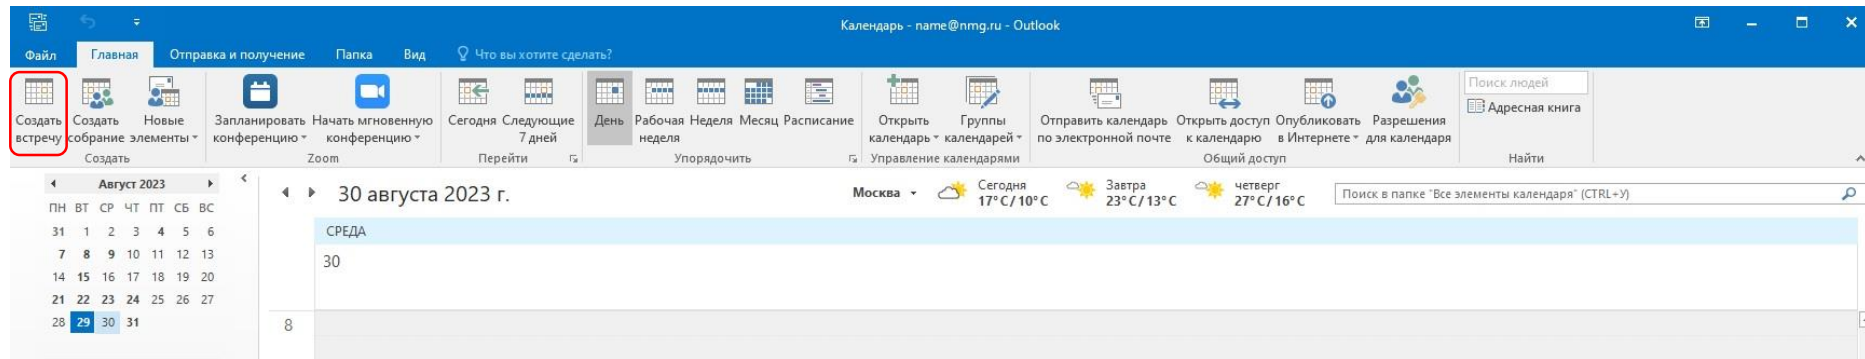 Календарь - name@nmg.ru - Outlook
Файл Главная Отправка и получение Папка Вид Что вы хотите сделать?
Создать встречу
Создать собрание
Новые элементы
Создать
Запланировать конференцию
Начать мгновенную конференцию
Zoom
Сегодня
Следующие 7 дней
Перейти
День
Рабочая неделя
Неделя
Месяц
Расписание
Упорядочить
Открыть календарь
Группы календарей
Управление календарями
Отправить календарь по электронной почте
Открыть доступ к календарю
Опубликовать в Интернете
Разрешения для календаря
Общий доступ
Поиск людей
Адресная книга
Найти
Август 2023
ПН ВТ СР ЧТ ПТ СБ ВС
31 1 2 3 4 5 6
7 8 9 10 11 12 13
14 15 16 17 18 19 20
21 22 23 24 25 26 27
28 29 30 31
30 августа 2023 г.
Москва
Сегодня
17°C/10°C
Завтра
23°C/13°C
четверг
27°C/16°C
Поиск в папке "Все элементы календаря" (CTRL+У)
СРЕДА
30
8